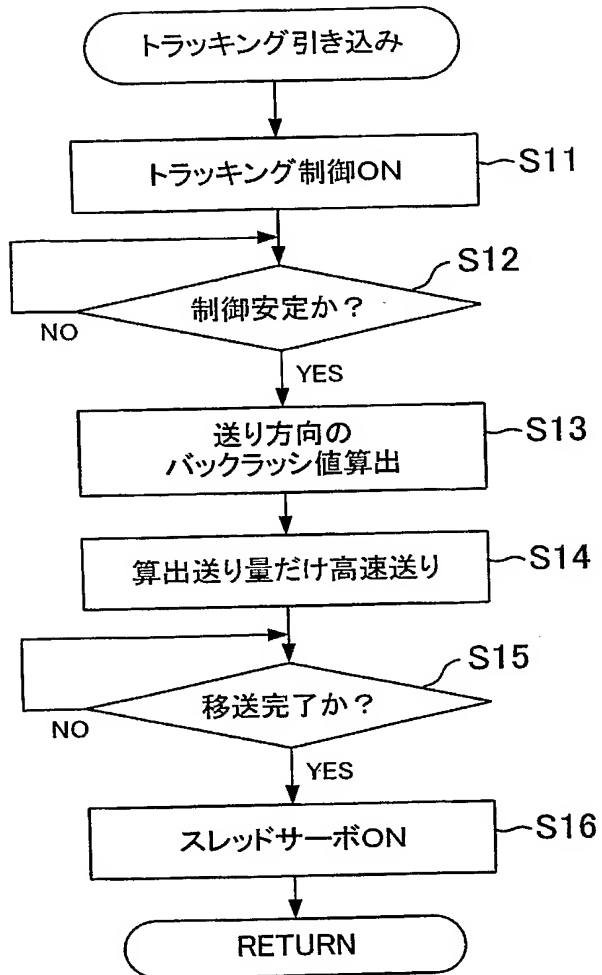 トラッキング引き込み
トラッキング制御ON
S11
S12
制御安定か？
NO
YES
送り方向の
バックラッシ値算出
S13
算出送り量だけ高速送り
S14
S15
移送完了か？
NO
YES
スレッドサーボON
S16
RETURN